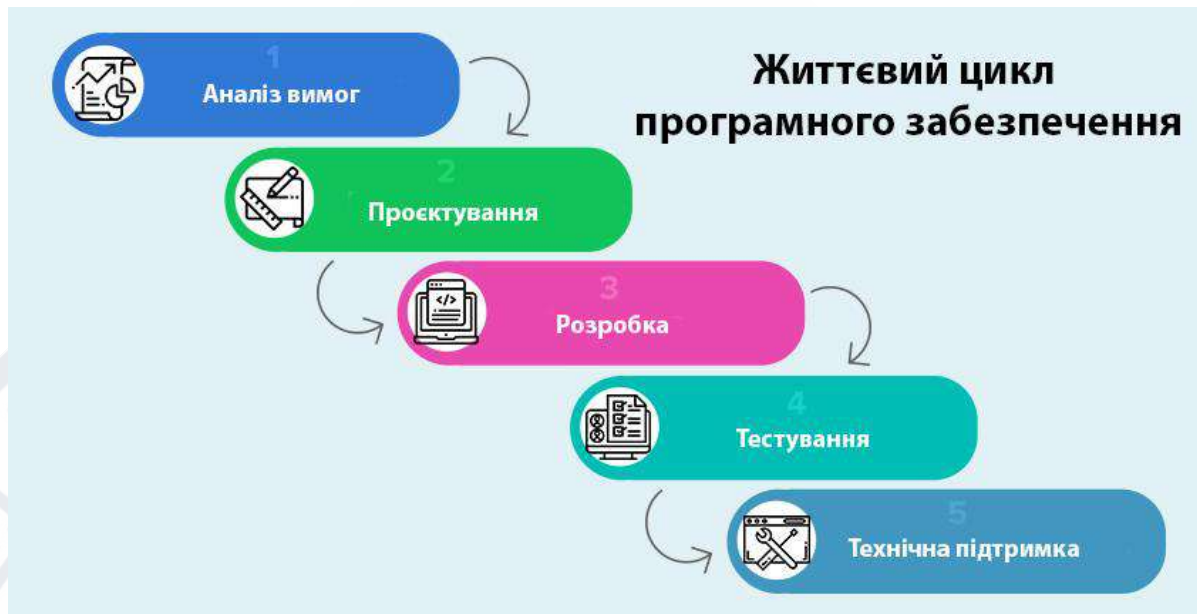 Життєвий цикл
програмного забезпечення
1
Аналіз вимог
2
Проєктування
3
Розробка
4
Тестування
5
Технічна підтримка